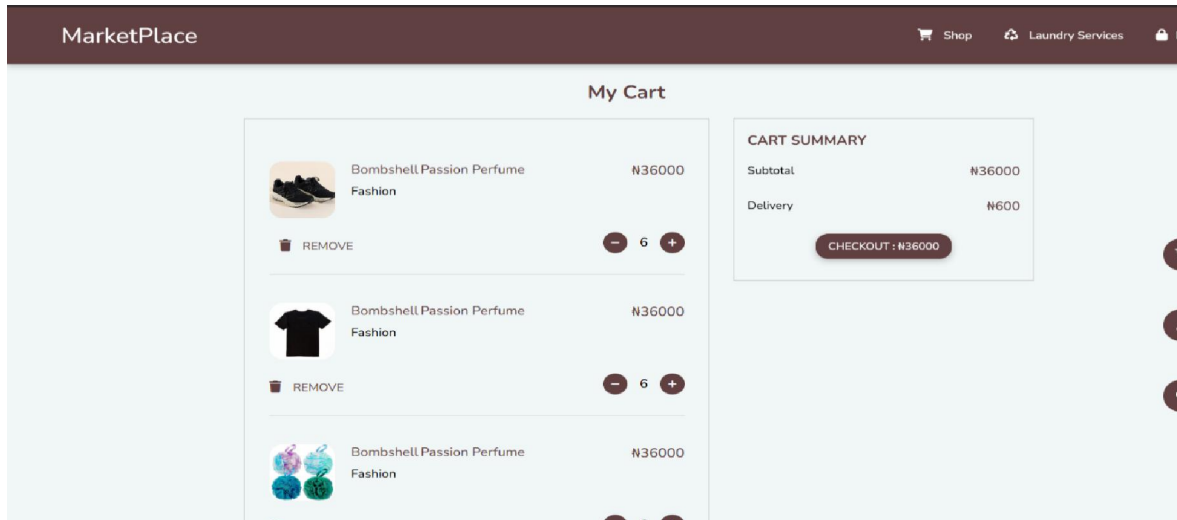 MarketPlace
Shop
Laundry Services
My Cart
Bombshell Passion Perfume ₦36000
Fashion
REMOVE
6
Bombshell Passion Perfume ₦36000
Fashion
REMOVE
6
Bombshell Passion Perfume ₦36000
Fashion
CART SUMMARY
Subtotal ₦36000
Delivery ₦600
CHECKOUT : ₦36000